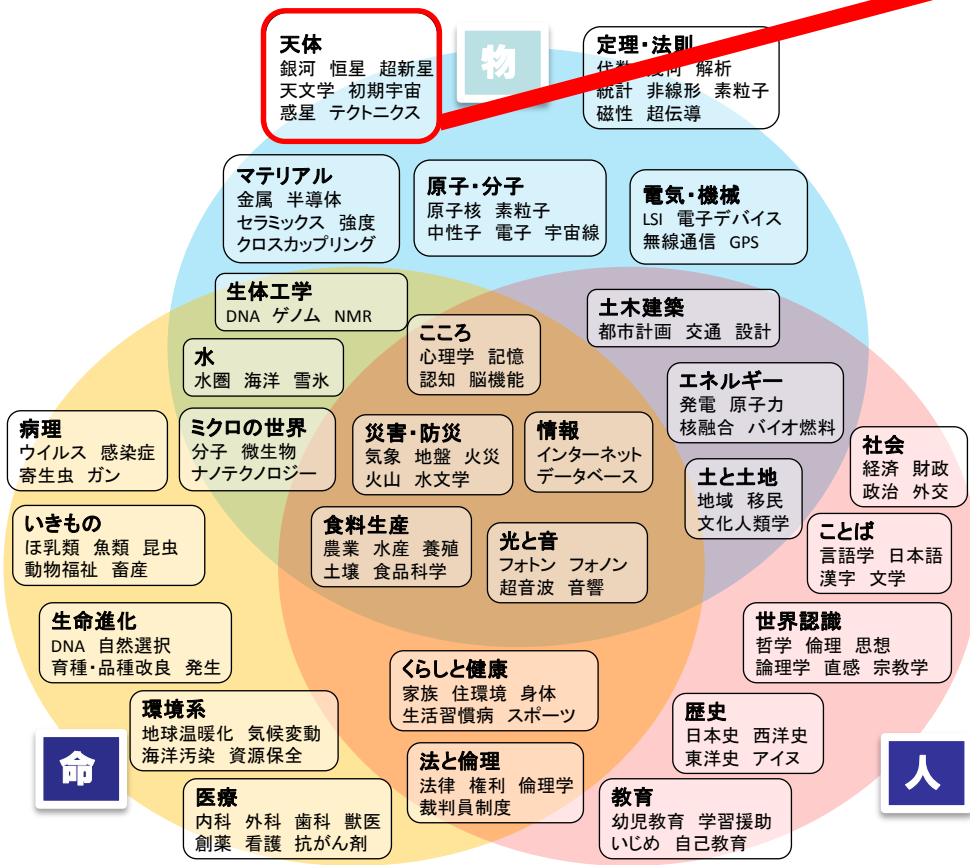 天体
銀河 恒星 超新星
天文学 初期宇宙
惑星 テクトニクス
物
定理・法則
代数 幾何 解析
統計 非線形 素粒子
磁性 超伝導
マテリアル
金属 半導体
セラミックス 強度
クロスカップリング
原子・分子
原子核 素粒子
中性子 電子 宇宙線
電気・機械
LSI 電子デバイス
無線通信 GPS
生体工学
DNA ゲノム NMR
こころ
心理学 記憶
認知 脳機能
土木建築
都市計画 交通 設計
水
水圏 海洋 雪氷
エネルギー
発電 原子力
核融合 バイオ燃料
病理
ウイルス 感染症
寄生虫 ガン
ミクロの世界
分子 微生物
ナノテクノロジー
災害・防災
気象 地盤 火災
火山 水文学
情報
インターネット
データベース
土と土地
地域 移民
文化人類学
社会
経済 財政
政治 外交
いきもの
ほ乳類 魚類 昆虫
動物福祉 畜産
食料生産
農業 水産 養殖
土壌 食品科学
光と音
フォトン フォノン
超音波 音響
ことば
言語学 日本語
漢字 文学
生命進化
DNA 自然選択
育種・品種改良 発生
世界認識
哲学 倫理 思想
論理学 直感 宗教学
くらしと健康
家族 住環境 身体
生活習慣病 スポーツ
環境系
地球温暖化 気候変動
海洋汚染 資源保全
歴史
日本史 西洋史
東洋史 アイヌ
命
法と倫理
法律 権利 倫理学
裁判員制度
人
医療
内科 外科 歯科 獣医
創薬 看護 抗がん剤
教育
幼児教育 学習援助
いじめ 自己教育